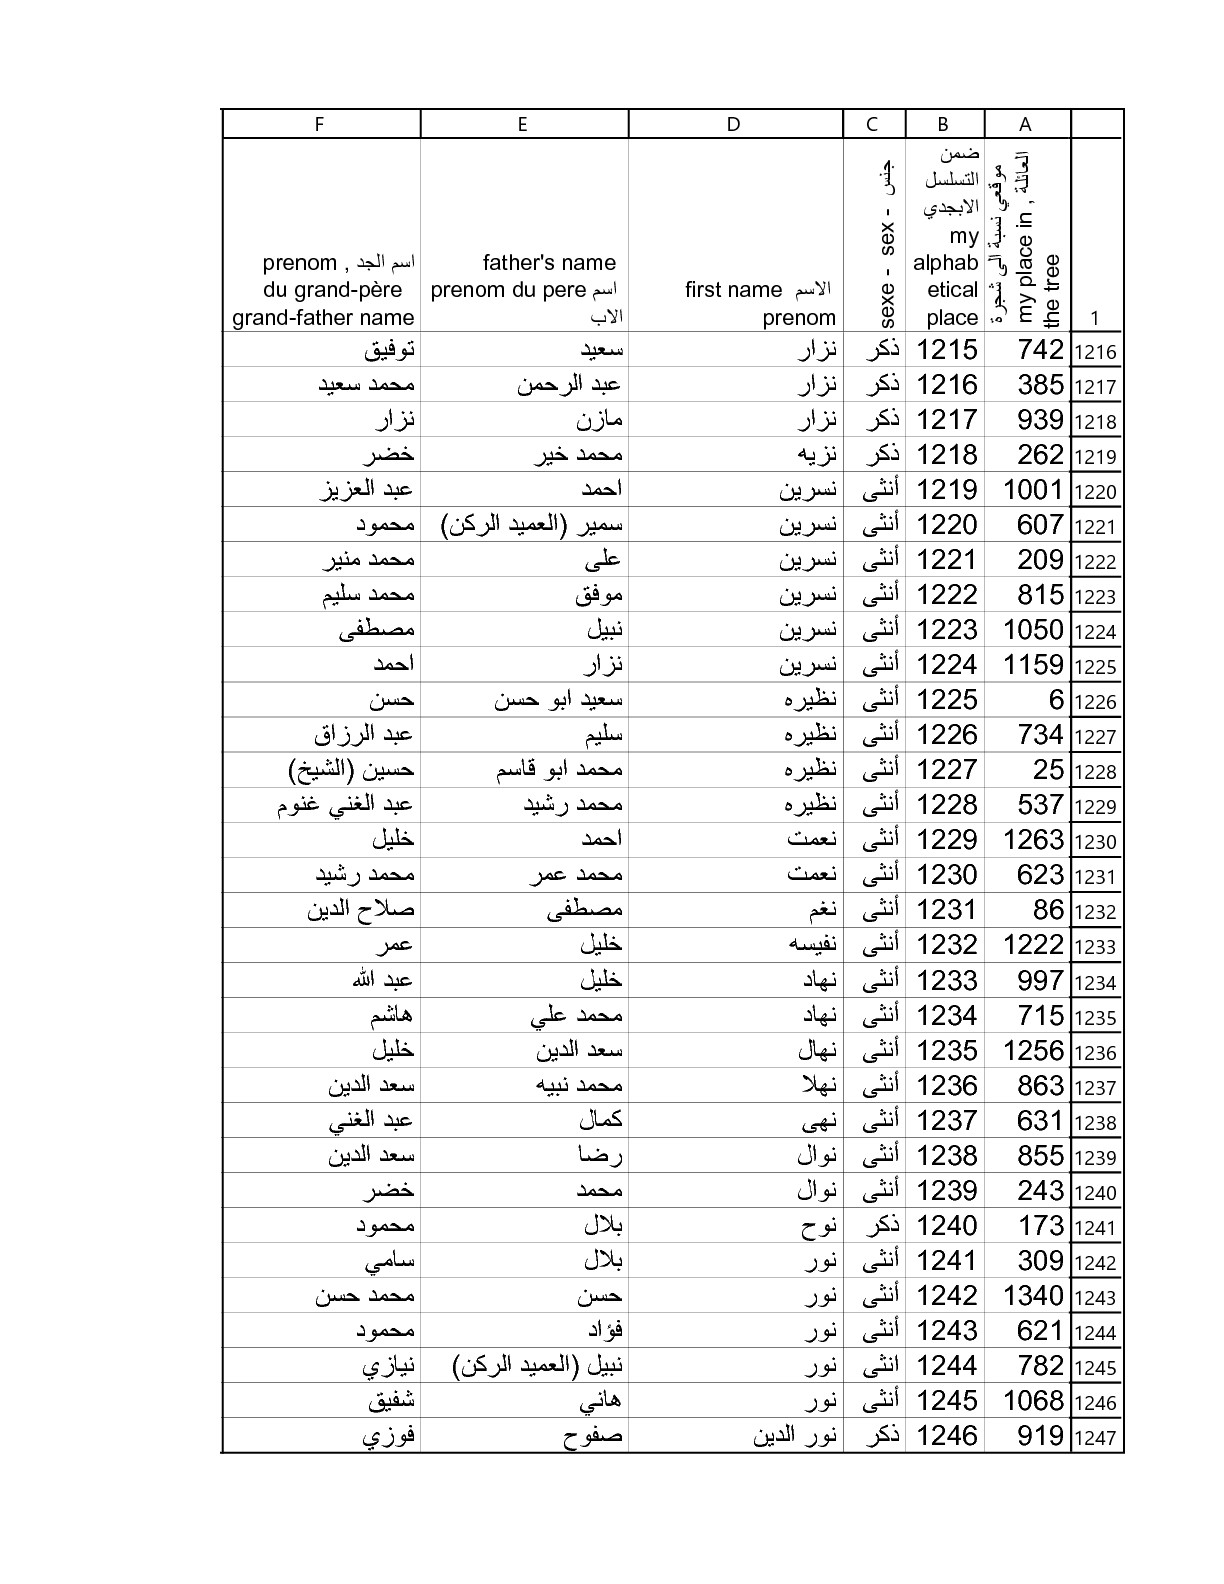 F E D C B A
اسم الجد , prenom du grand-père grand-father name
father's name prenom du pere اسم الاب
first name الاسم prenom
sexe - sex - جنس
ضمن التسلسل الابجدي my alphabetical place
موقعي نسبة الى شجرة العائلة , my place in the tree
1
توفيق سعيد نزار ذكر 1215 742 1216
محمد سعيد عبد الرحمن نزار ذكر 1216 385 1217
نزار مازن نزار ذكر 1217 939 1218
خضر محمد خير نزيه ذكر 1218 262 1219
عبد العزيز احمد نسرين أنثى 1219 1001 1220
محمود سمير (العميد الركن) نسرين أنثى 1220 607 1221
محمد منير على نسرين أنثى 1221 209 1222
محمد سليم موفق نسرين أنثى 1222 815 1223
مصطفى نبيل نسرين أنثى 1223 1050 1224
احمد نزار نسرين أنثى 1224 1159 1225
حسن سعيد ابو حسن نظيره أنثى 1225 6 1226
عبد الرزاق سليم نظيره أنثى 1226 734 1227
حسين (الشيخ) محمد ابو قاسم نظيره أنثى 1227 25 1228
عبد الغني غنوم محمد رشيد نظيره أنثى 1228 537 1229
خليل احمد نعمت أنثى 1229 1263 1230
محمد رشيد محمد عمر نعمت أنثى 1230 623 1231
صلاح الدين مصطفى نغم أنثى 1231 86 1232
عمر خليل نفيسه أنثى 1232 1222 1233
عبد الله خليل نهاد أنثى 1233 997 1234
هاشم محمد علي نهاد أنثى 1234 715 1235
خليل سعد الدين نهال أنثى 1235 1256 1236
سعد الدين محمد نبيه نهلا أنثى 1236 863 1237
عبد الغني كمال نهى أنثى 1237 631 1238
سعد الدين رضا نوال أنثى 1238 855 1239
خضر محمد نوال أنثى 1239 243 1240
محمود بلال نوح ذكر 1240 173 1241
سامي بلال نور أنثى 1241 309 1242
محمد حسن حسن نور أنثى 1242 1340 1243
محمود فؤاد نور أنثى 1243 621 1244
نيازي نبيل (العميد الركن) نور انثى 1244 782 1245
شفيق هاني نور أنثى 1245 1068 1246
فوزي صفوح نور الدين ذكر 1246 919 1247